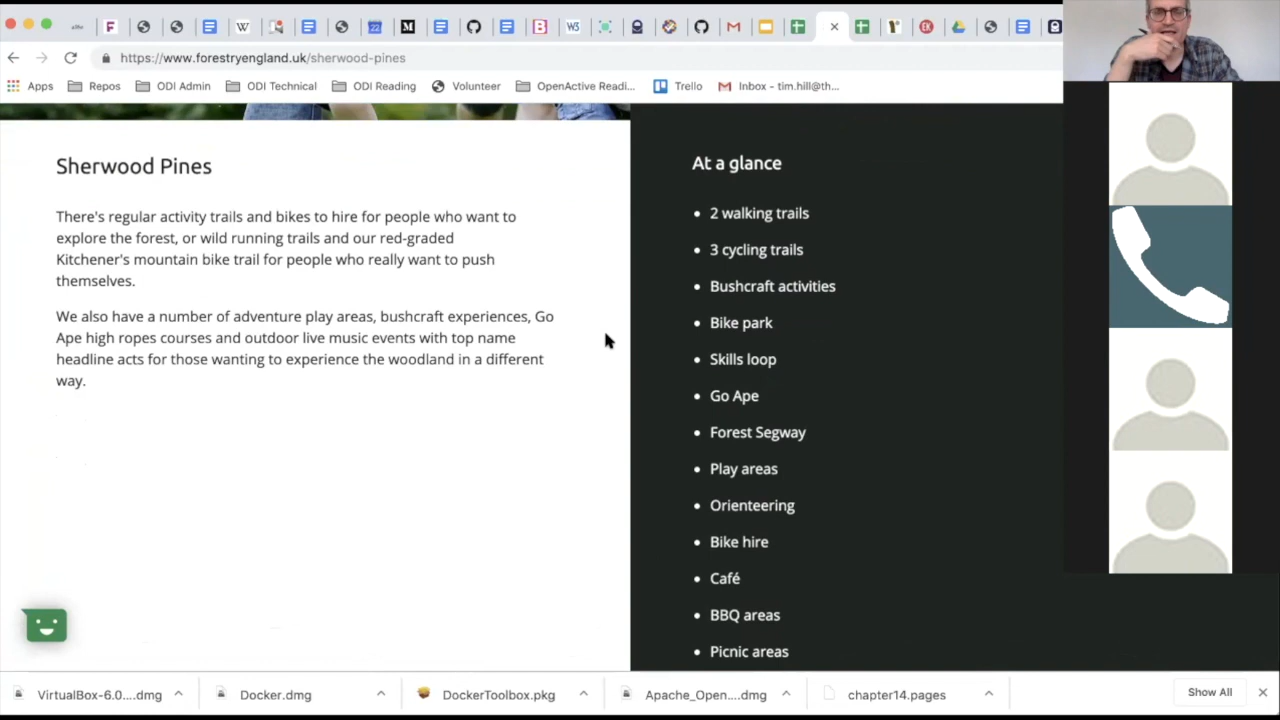 https://www.forestryengland.uk/sherwood-pines
Apps
Repos
ODI Admin
ODI Technical
ODI Reading
Volunteer
OpenActive Readi...
Trello
Inbox - tim.hill@th...
Sherwood Pines
There's regular activity trails and bikes to hire for people who want to
explore the forest, or wild running trails and our red-graded
Kitchener's mountain bike trail for people who really want to push
themselves.
We also have a number of adventure play areas, bushcraft experiences, Go
Ape high ropes courses and outdoor live music events with top name
headline acts for those wanting to experience the woodland in a different
way.
At a glance
• 2 walking trails
• 3 cycling trails
• Bushcraft activities
• Bike park
• Skills loop
• Go Ape
• Forest Segway
• Play areas
• Orienteering
• Bike hire
• Café
• BBQ areas
• Picnic areas
VirtualBox-6.0....dmg
Docker.dmg
DockerToolbox.pkg
Apache_Open....dmg
chapter14.pages
Show All